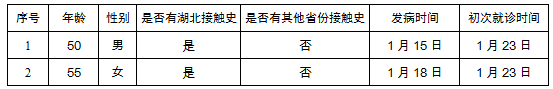 序号 年龄 性别 是否有湖北接触史 是否有其他省份接触史 发病时间 初次就诊时间
1 50 男 是 否 1月15日 1月23日
2 55 女 是 否 1月18日 1月23日